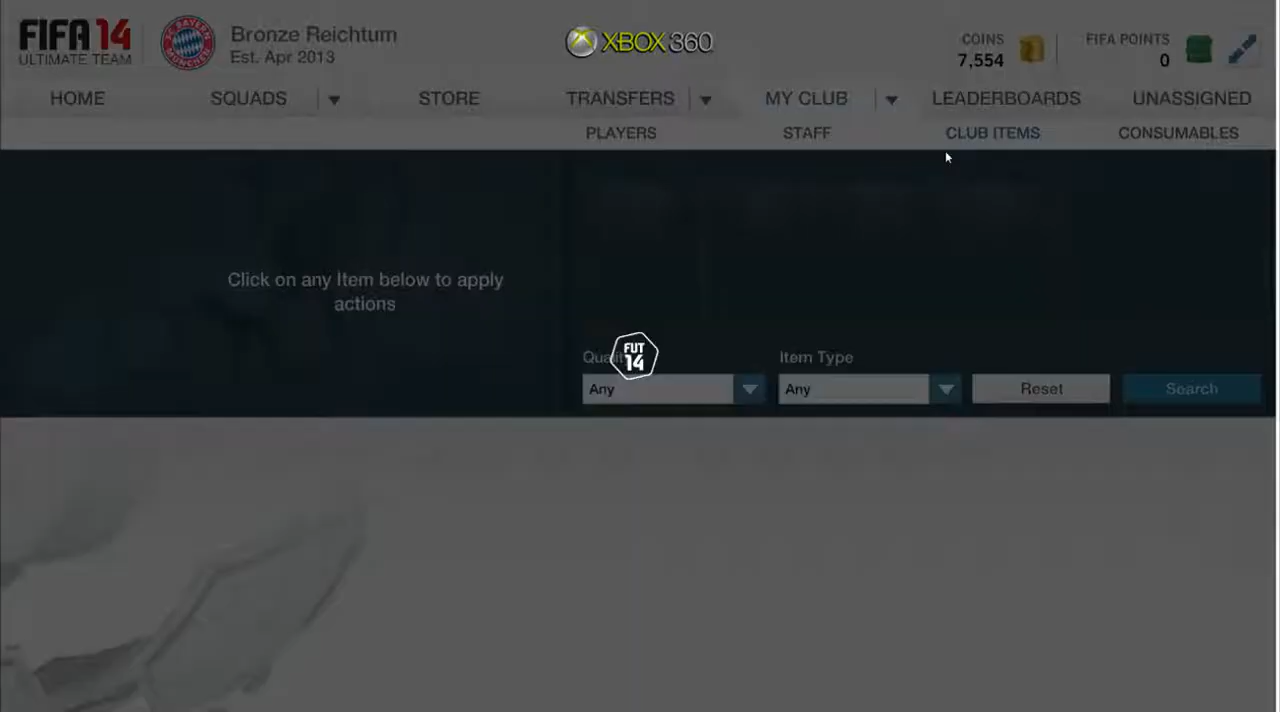 FIFA 14
ULTIMATE TEAM
Bronze Reichtum
Est. Apr 2013
XBOX 360
COINS
7,554
FIFA POINTS
0
HOME
SQUADS
STORE
TRANSFERS
MY CLUB
LEADERBOARDS
UNASSIGNED
PLAYERS
STAFF
CLUB ITEMS
CONSUMABLES
Click on any Item below to apply
actions
FUT
14
Item Type
Any
Any
Reset
Search